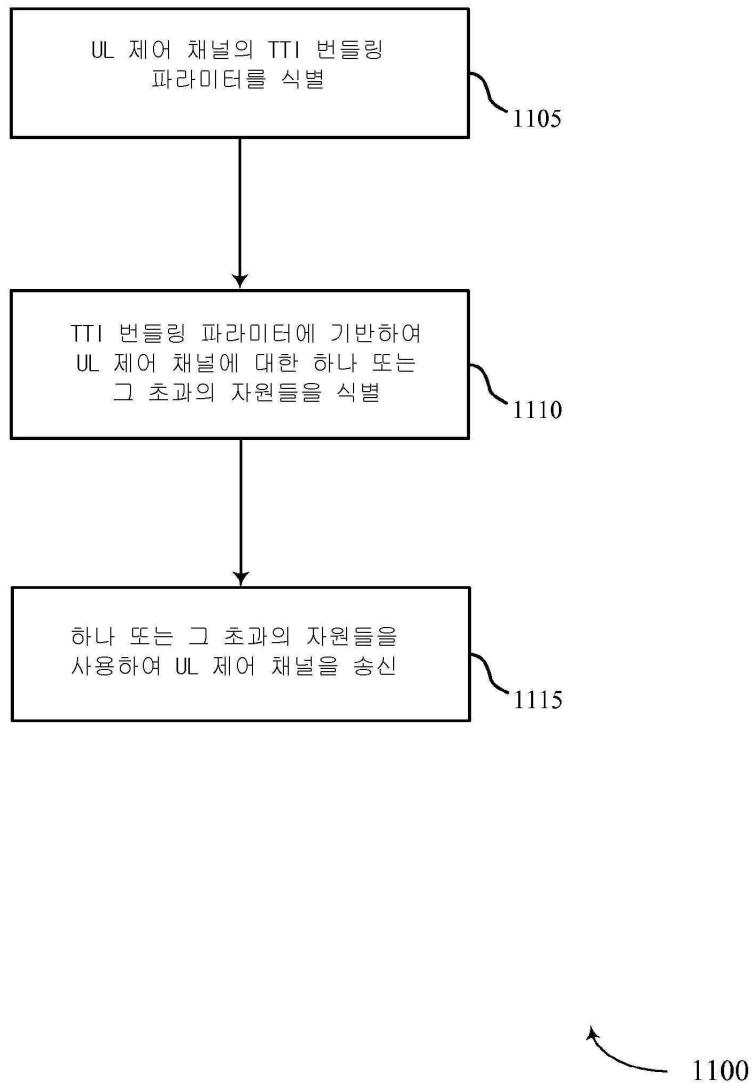 UL 제어 채널의 TTI 번들링
파라미터를 식별
1105
TTI 번들링 파라미터에 기반하여
UL 제어 채널에 대한 하나 또는
그 초과의 자원들을 식별
1110
하나 또는 그 초과의 자원들을
사용하여 UL 제어 채널을 송신
1115
1100